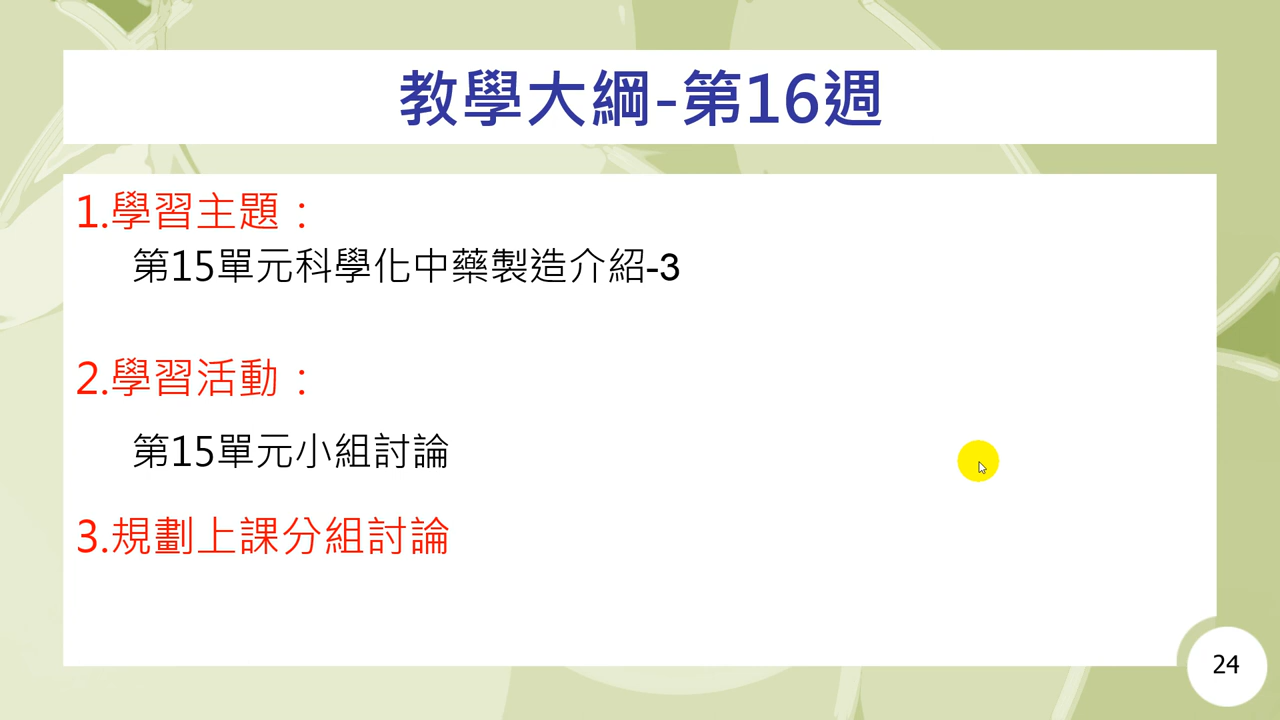 教學大綱-第16週
1.學習主題：
第15單元科學化中藥製造介紹-3
2.學習活動：
第15單元小組討論
3.規劃上課分組討論
24